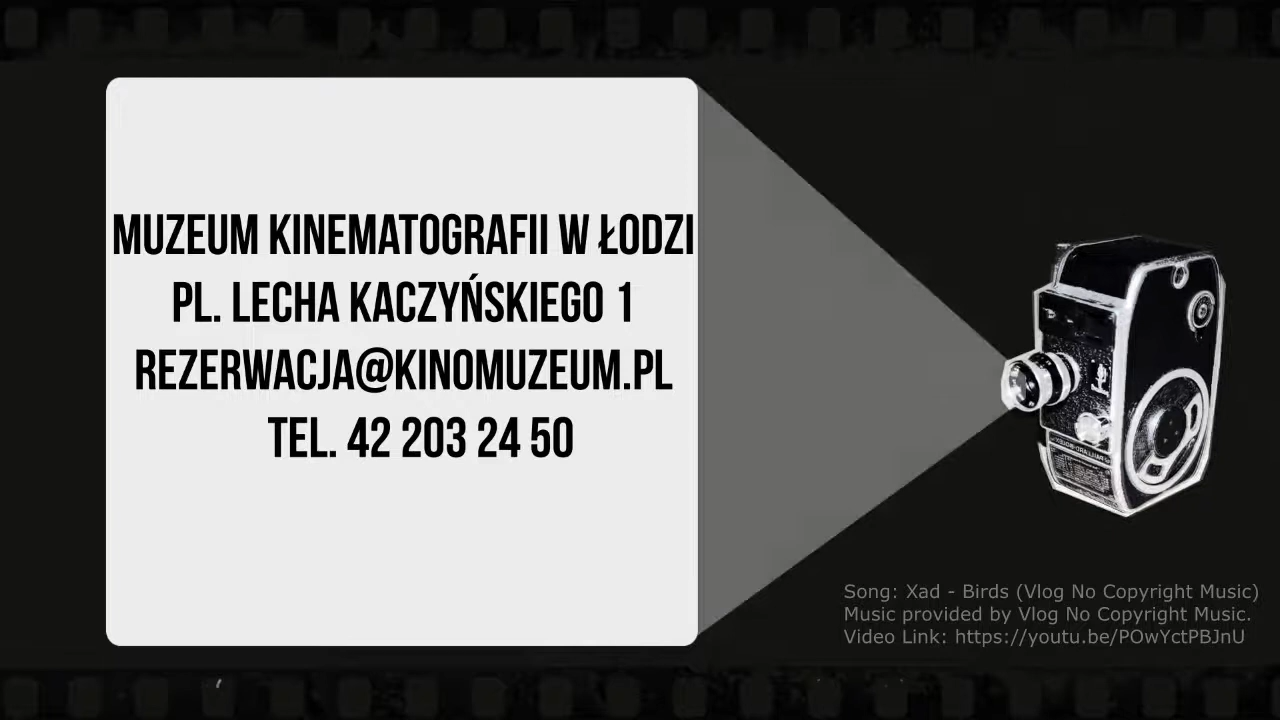 MUZEUM KINEMATOGRAFII W ŁODZI
PL. LECHA KACZYŃSKIEGO 1
REZERWACJA@KINOMUZEUM.PL
TEL. 42 203 24 50
Song: Xad - Birds (Vlog No Copyright Music)
Music provided by Vlog No Copyright Music.
Video Link: https://youtu.be/POwYctPBJnU